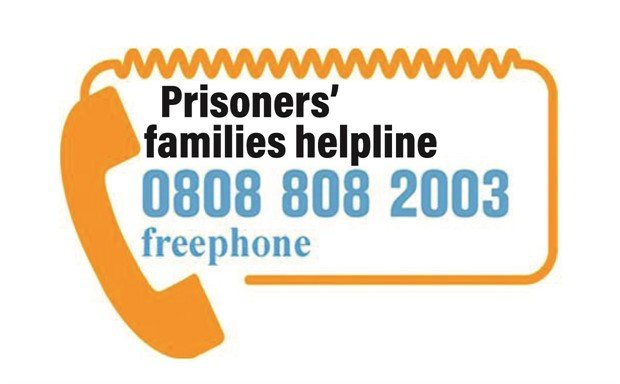 Prisoners’
families helpline
0808 808 2003
freephone